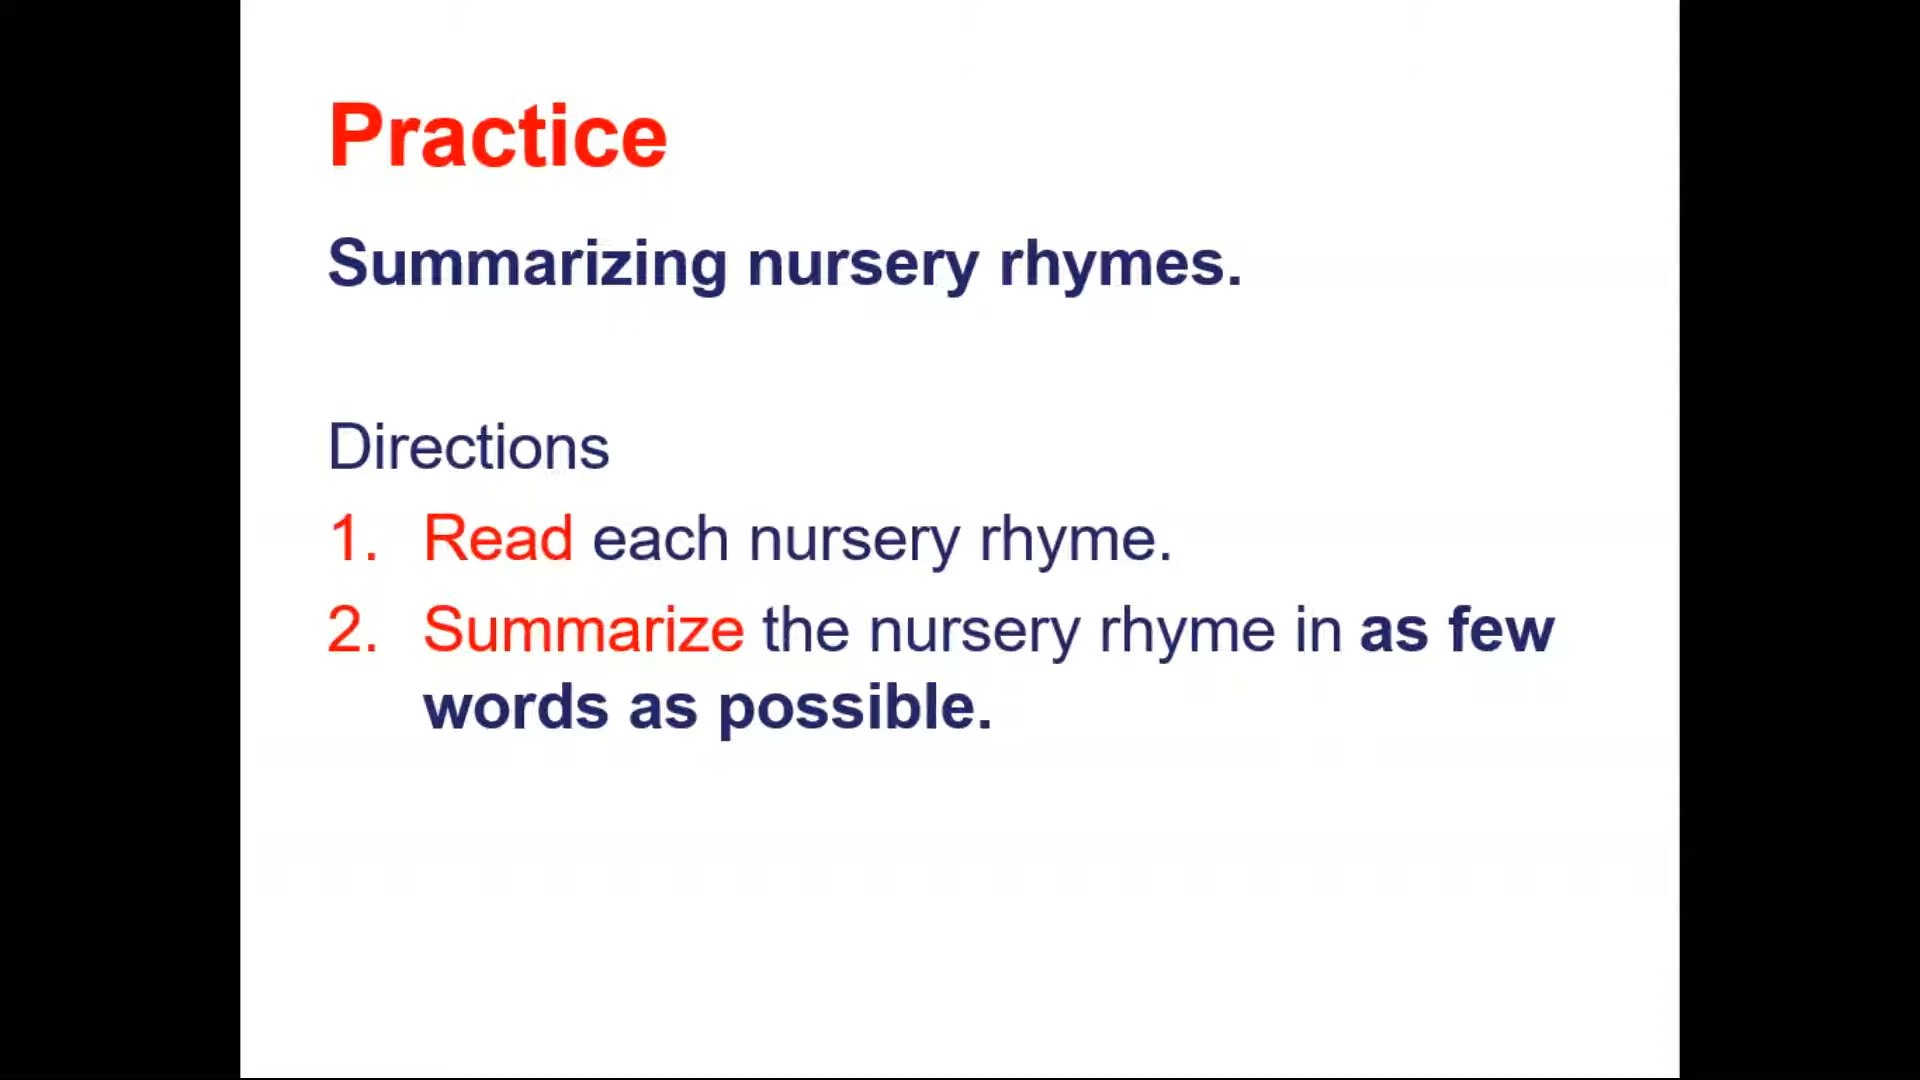 Practice
Summarizing nursery rhymes.
Directions
1. Read each nursery rhyme.
2. Summarize the nursery rhyme in as few
words as possible.